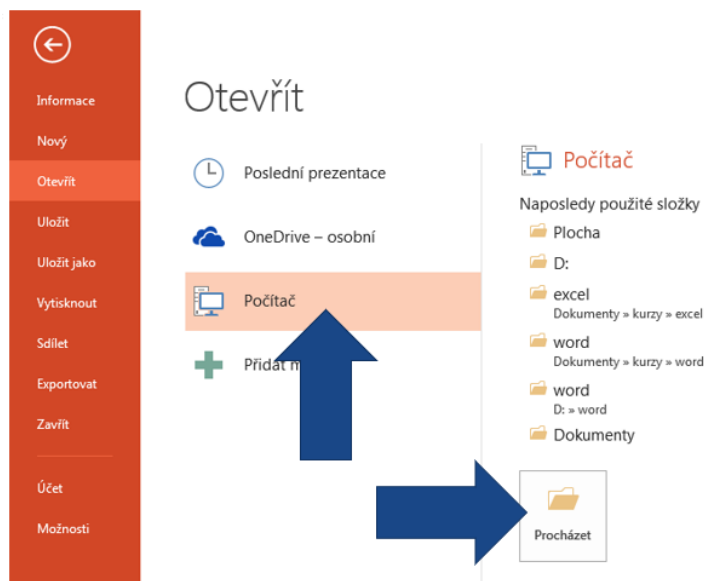 Informace
Nový
Otevřít
Uložit
Uložit jako
Vytisknout
Sdílet
Exportovat
Zavřít
Účet
Možnosti
Otevřít
Poslední prezentace
OneDrive – osobní
Počítač
Přidat
Počítač
Naposledy použité složky
Plocha
D:
excel
Dokumenty » kurzy » excel
word
Dokumenty » kurzy » word
word
D: » word
Dokumenty
Procházet